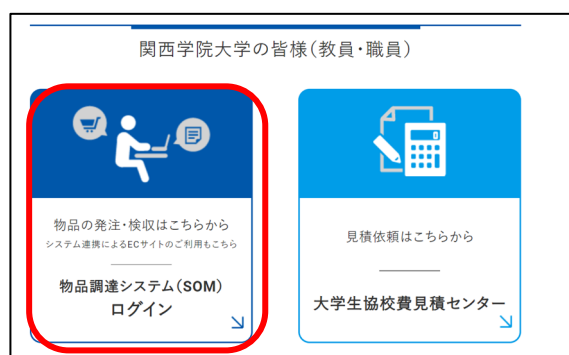 関西学院大学の皆様(教員・職員)
物品の発注・検収はこちらから
システム連携によるECサイトのご利用もこちら
物品調達システム(SOM)
ログイン
見積依頼はこちらから
大学生協校費見積センター